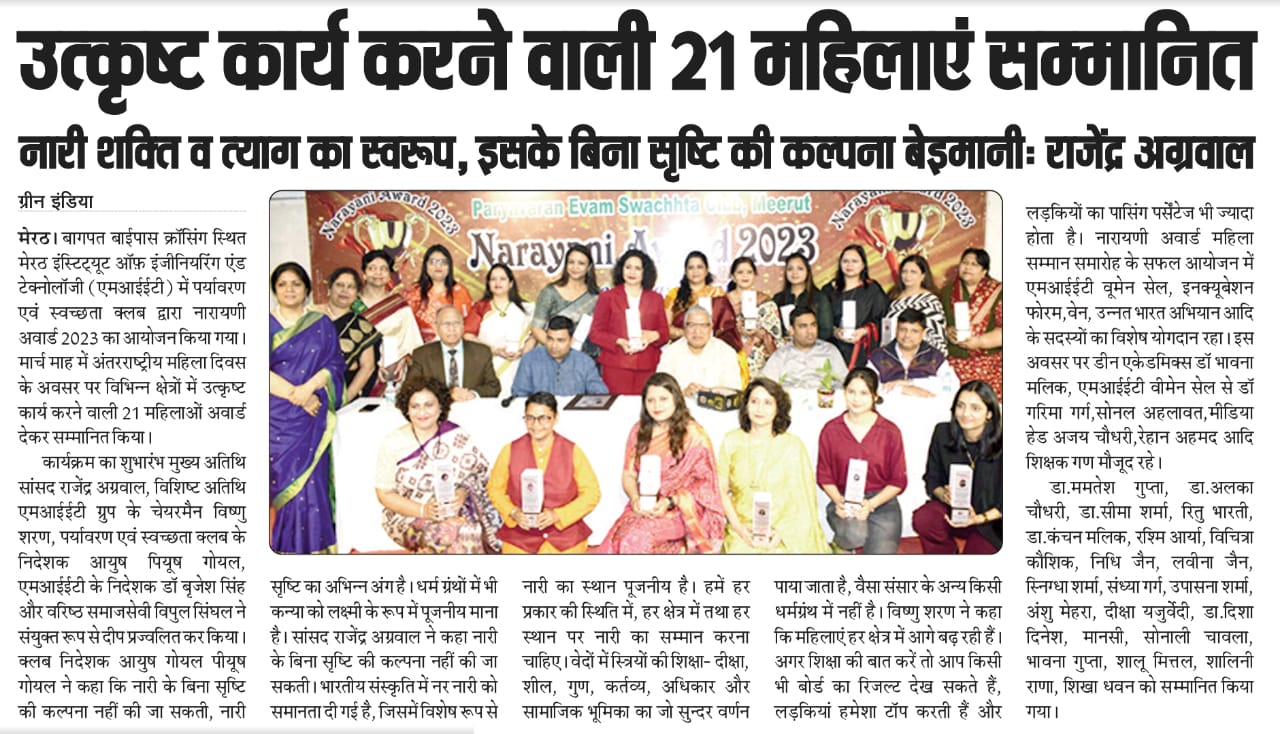 उत्कृष्ट कार्य करने वाली 21 महिलाएं सम्मानित
नारी शक्ति व त्याग का स्वरूप, इसके बिना सृष्टि की कल्पना बेइमानीः राजेंद्र अग्रवाल
ग्रीन इंडिया
मेरठ। बागपत बाईपास क्रॉसिंग स्थित
मेरठ इंस्टिट्यूट ऑफ़ इंजीनियरिंग एंड
टेक्नोलॉजी (एमआईईटी) में पर्यावरण
एवं स्वच्छता क्लब द्वारा नारायणी
अवार्ड 2023 का आयोजन किया गया।
मार्च माह में अंतरराष्ट्रीय महिला दिवस
के अवसर पर विभिन्न क्षेत्रों में उत्कृष्ट
कार्य करने वाली 21 महिलाओं अवार्ड
देकर सम्मानित किया।
कार्यक्रम का शुभारंभ मुख्य अतिथि
सांसद राजेंद्र अग्रवाल, विशिष्ट अतिथि
एमआईईटी ग्रुप के चेयरमैन विष्णु
शरण, पर्यावरण एवं स्वच्छता क्लब के
निदेशक आयुष पियूष गोयल,
एमआईईटी के निदेशक डॉ बृजेश सिंह
और वरिष्ठ समाजसेवी विपुल सिंघल ने
संयुक्त रूप से दीप प्रज्वलित कर किया।
क्लब निदेशक आयुष गोयल पीयूष
गोयल ने कहा कि नारी के बिना सृष्टि
की कल्पना नहीं की जा सकती, नारी
Narayani Award 2023
Paryavaran Evam Swachhta Club, Meerut
Narayani Award 2023
Narayani Award 2023
सृष्टि का अभिन्न अंग है। धर्म ग्रंथों में भी
कन्या को लक्ष्मी के रूप में पूजनीय माना
है। सांसद राजेंद्र अग्रवाल ने कहा नारी
के बिना सृष्टि की कल्पना नहीं की जा
सकती। भारतीय संस्कृति में नर नारी को
समानता दी गई है, जिसमें विशेष रूप से
नारी का स्थान पूजनीय है। हमें हर
प्रकार की स्थिति में, हर क्षेत्र में तथा हर
स्थान पर नारी का सम्मान करना
चाहिए। वेदों में स्त्रियों की शिक्षा- दीक्षा,
शील, गुण, कर्तव्य, अधिकार और
सामाजिक भूमिका का जो सुन्दर वर्णन
पाया जाता है, वैसा संसार के अन्य किसी
धर्मग्रंथ में नहीं है। विष्णु शरण ने कहा
कि महिलाएं हर क्षेत्र में आगे बढ़ रही हैं।
अगर शिक्षा की बात करें तो आप किसी
भी बोर्ड का रिजल्ट देख सकते हैं,
लड़कियां हमेशा टॉप करती हैं और
लड़कियों का पासिंग पर्सेंटेज भी ज्यादा
होता है। नारायणी अवार्ड महिला
सम्मान समारोह के सफल आयोजन में
एमआईईटी वूमेन सेल, इनक्यूबेशन
फोरम,वेन, उन्नत भारत अभियान आदि
के सदस्यों का विशेष योगदान रहा। इस
अवसर पर डीन एकेडमिक्स डॉ भावना
मलिक, एमआईईटी वीमेन सेल से डॉ
गरिमा गर्ग,सोनल अहलावत,मीडिया
हेड अजय चौधरी,रेहान अहमद आदि
शिक्षक गण मौजूद रहे।
डा.ममतेश गुप्ता, डा.अलका
चौधरी, डा.सीमा शर्मा, रितु भारती,
डा.कंचन मलिक, रश्मि आर्या, विचित्रा
कौशिक, निधि जैन, लवीना जैन,
स्निग्धा शर्मा, संध्या गर्ग, उपासना शर्मा,
अंशु मेहरा, दीक्षा यजुर्वेदी, डा.दिशा
दिनेश, मानसी, सोनाली चावला,
भावना गुप्ता, शालू मित्तल, शालिनी
राणा, शिखा धवन को सम्मानित किया
गया।